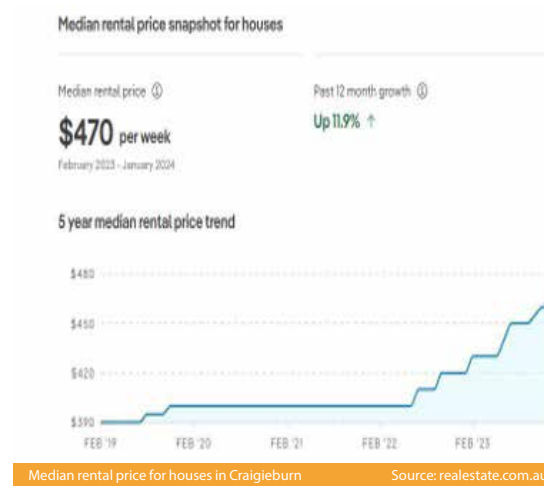 Median rental price snapshot for houses
Median rental price
Past 12 month growth
$470 per week
Up 11.9% ↑
February 2023 - January 2024
5 year median rental price trend
$480
$450
$420
$390
FEB '19 FEB '20 FEB '21 FEB '22 FEB '23
Median rental price for houses in Craigieburn
Source: realestate.com.au